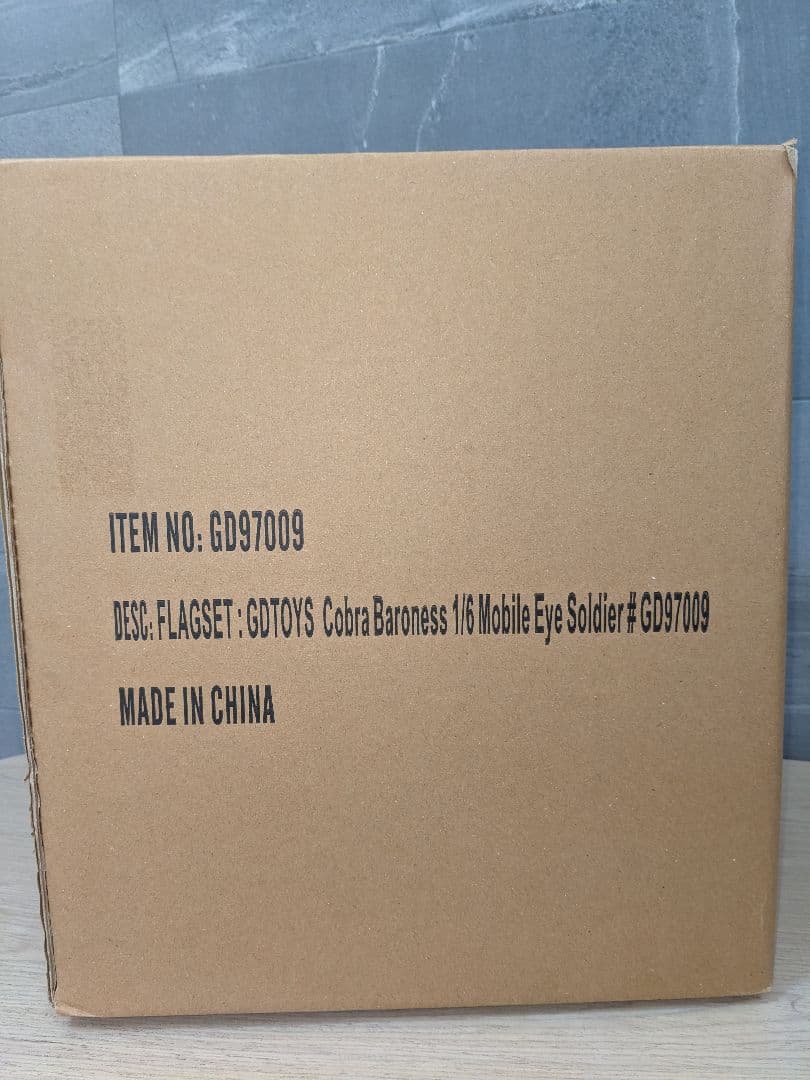 ITEM NO: GD97009
DESC: FLAGSET : GDTOYS Cobra Baroness 1/6 Mobile Eye Soldier # GD97009
MADE IN CHINA